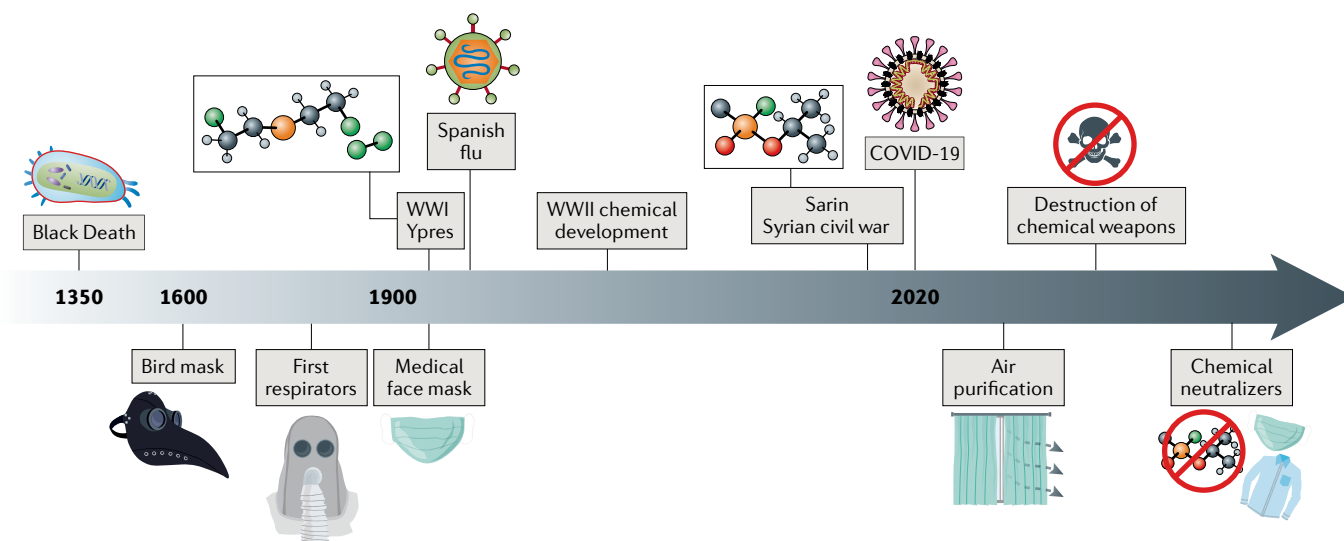 Spanish
flu
COVID-19
Black Death
WWI
Ypres
WWII chemical
development
Sarin
Syrian civil war
Destruction of
chemical weapons
1350
1600
1900
2020
Bird mask
First
respirators
Medical
face mask
Air
purification
Chemical
neutralizers